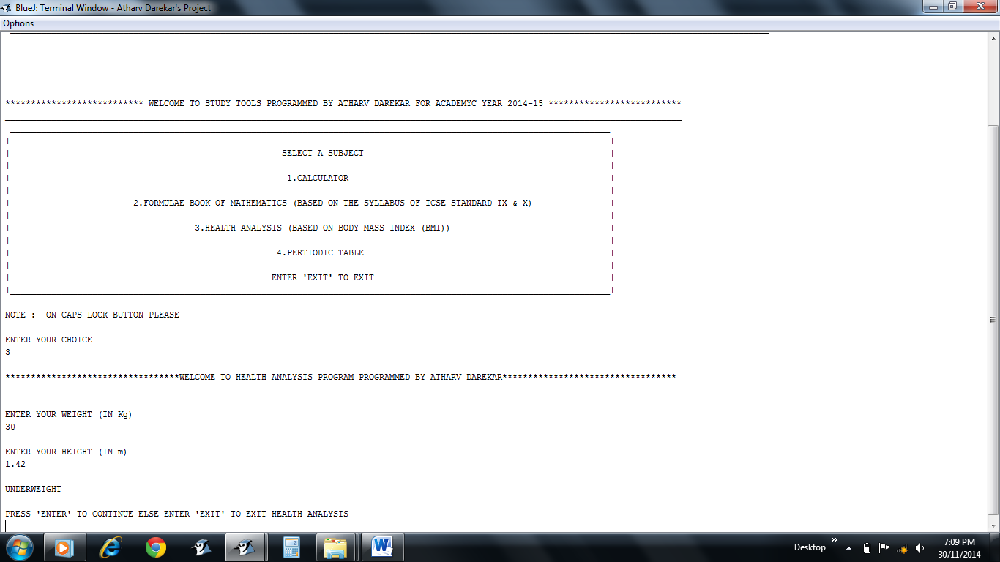 BlueJ: Terminal Window - Atharv Darekar's Project
Options
*************************** WELCOME TO STUDY TOOLS PROGRAMMED BY ATHARV DAREKAR FOR ACADEMYC YEAR 2014-15 **************************
SELECT A SUBJECT
1.CALCULATOR
2.FORMULAE BOOK OF MATHEMATICS (BASED ON THE SYLLABUS OF ICSE STANDARD IX & X)
3.HEALTH ANALYSIS (BASED ON BODY MASS INDEX (BMI))
4.PERTIODIC TABLE
ENTER 'EXIT' TO EXIT
NOTE :- ON CAPS LOCK BUTTON PLEASE
ENTER YOUR CHOICE
3
**********************************WELCOME TO HEALTH ANALYSIS PROGRAM PROGRAMMED BY ATHARV DAREKAR**********************************
ENTER YOUR WEIGHT (IN Kg)
30
ENTER YOUR HEIGHT (IN m)
1.42
UNDERWEIGHT
PRESS 'ENTER' TO CONTINUE ELSE ENTER 'EXIT' TO EXIT HEALTH ANALYSIS
Desktop
7:09 PM
30/11/2014